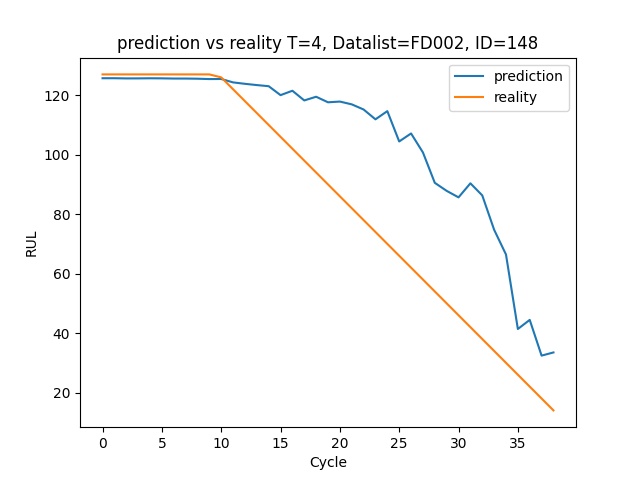 prediction vs reality T=4, Datalist=FD002, ID=148
prediction
reality
RUL
120
100
80
60
40
20
0 5 10 15 20 25 30 35
Cycle